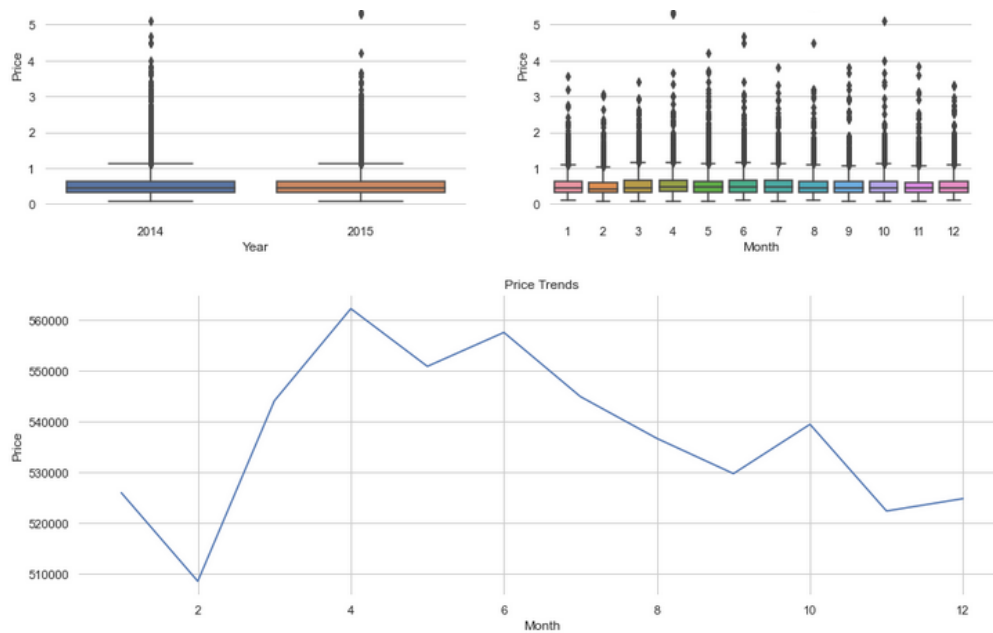 5
4
3
2
1
0
Price
2014 2015
Year
5
4
3
2
1
0
Price
1 2 3 4 5 6 7 8 9 10 11 12
Month
Price Trends
560000
550000
540000
530000
520000
510000
Price
2 4 6 8 10 12
Month